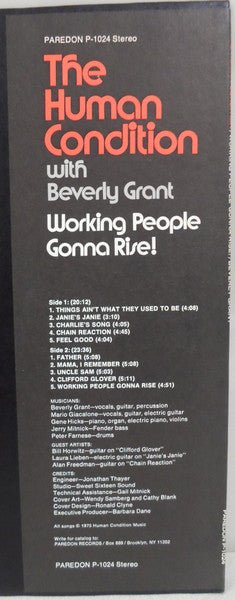 PAREDON P-1024 Stereo
The
Human
Condition
with
Beverly Grant
Working People
Gonna Rise!
Side 1: (20:12)
1. THINGS AIN'T WHAT THEY USED TO BE (4:08)
2. JANIE'S JANIE (3:10)
3. CHARLIE'S SONG (4:05)
4. CHAIN REACTION (4:45)
5. FEEL GOOD (4:04)
Side 2: (23:36)
1. FATHER (5:08)
2. MAMA, I REMEMBER (5:08)
3. UNCLE SAM (5:03)
4. CLIFFORD GLOVER (5:11)
5. WORKING PEOPLE GONNA RISE (4:51)
MUSICIANS:
Beverly Grant—vocals, guitar, percussion
Mario Giacalone—vocals, guitar, electric guitar
Gene Hicks—piano, organ, electric piano, violins
Jerry Mitnick—Fender bass
Peter Farnese—drums
GUEST ARTISTS:
Bill Horwitz—guitar on "Clifford Glover"
Laura Lieben—electric guitar on "Janie's Janie"
Alan Freedman—guitar on "Chain Reaction"
CREDITS:
Engineer—Jonathan Thayer
Studio—Sweet Sixteen Sound
Technical Assistance—Gail Mitnick
Cover Art—Wendy Samberg and Cathy Blank
Cover Design—Ronald Clyne
Executive Producer—Barbara Dane
All songs © 1975 Human Condition Music
Write for catalog to:
PAREDON RECORDS / Box 889 / Brooklyn, NY 11202
PAREDON P-1024 Stereo